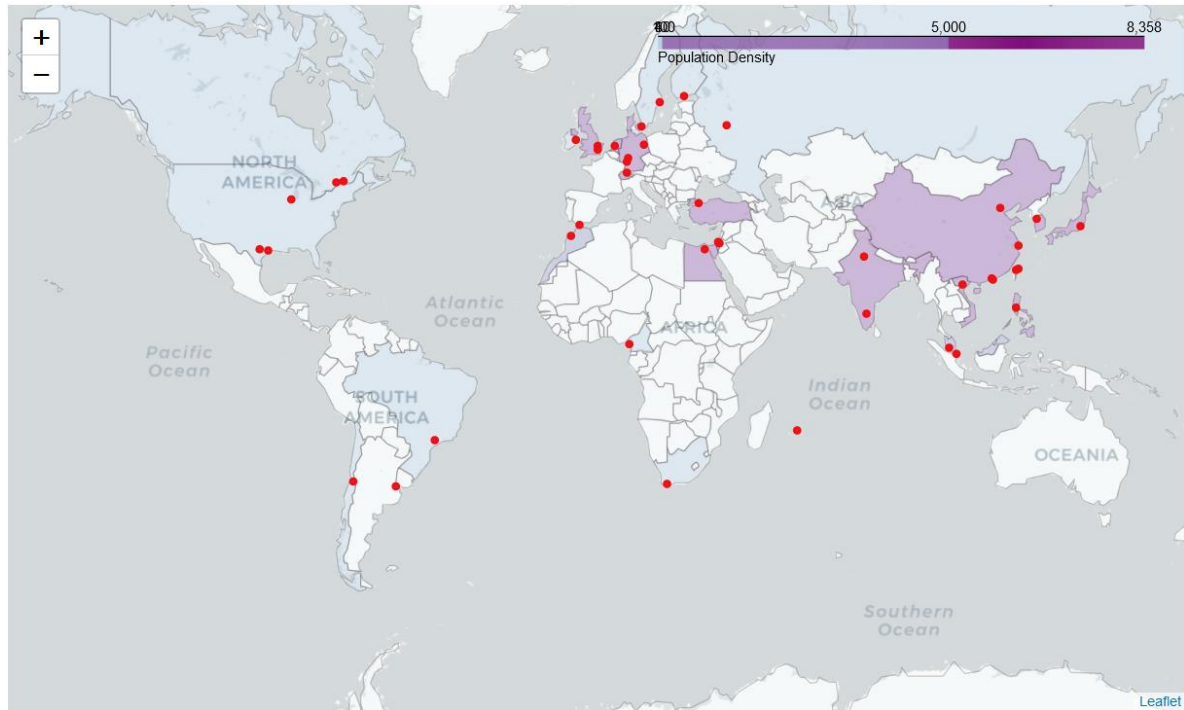 +
−
5,000
8,358
Population Density
NORTH
AMERICA
ASIA
Atlantic
Ocean
AFRICA
Pacific
Ocean
Indian
Ocean
SOUTH
AMERICA
OCEANIA
Southern
Ocean
Leaflet